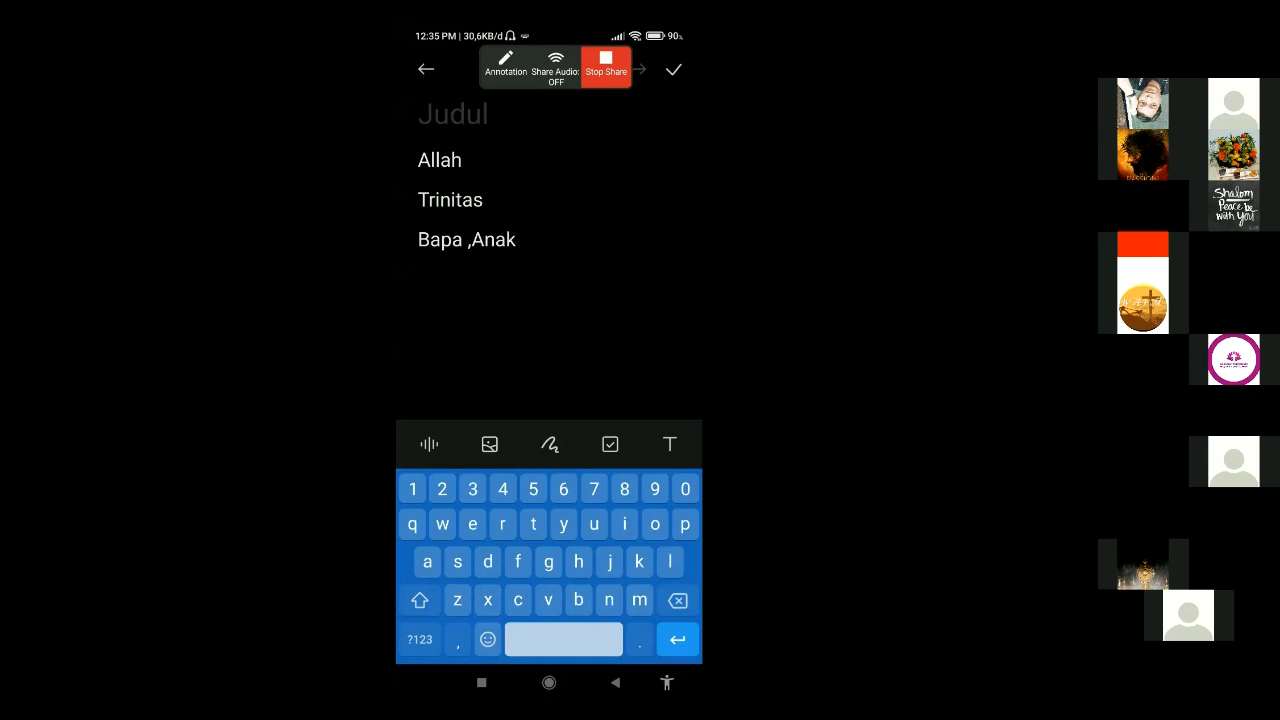 12:35 PM | 30,6KB/d
90%
Annotation
Share Audio: OFF
Stop Share
Judul
Allah
Trinitas
Bapa ,Anak
T
1 2 3 4 5 6 7 8 9 0
q w e r t y u i o p
a s d f g h j k l
z x c v b n m
?123 , .
Shalom
Peace be
with You